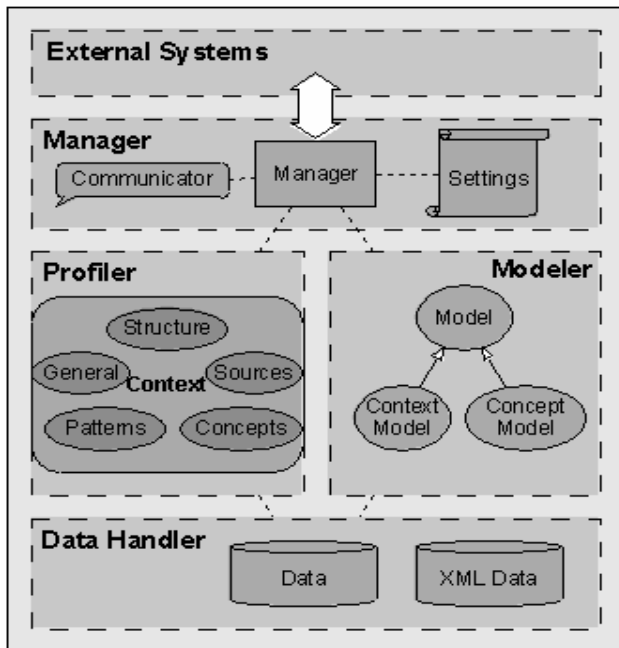 External Systems
Manager
Communicator
Manager
Settings
Profiler
Structure
General
Context
Sources
Patterns
Concepts
Modeler
Model
Context
Model
Concept
Model
Data Handler
Data
XML Data